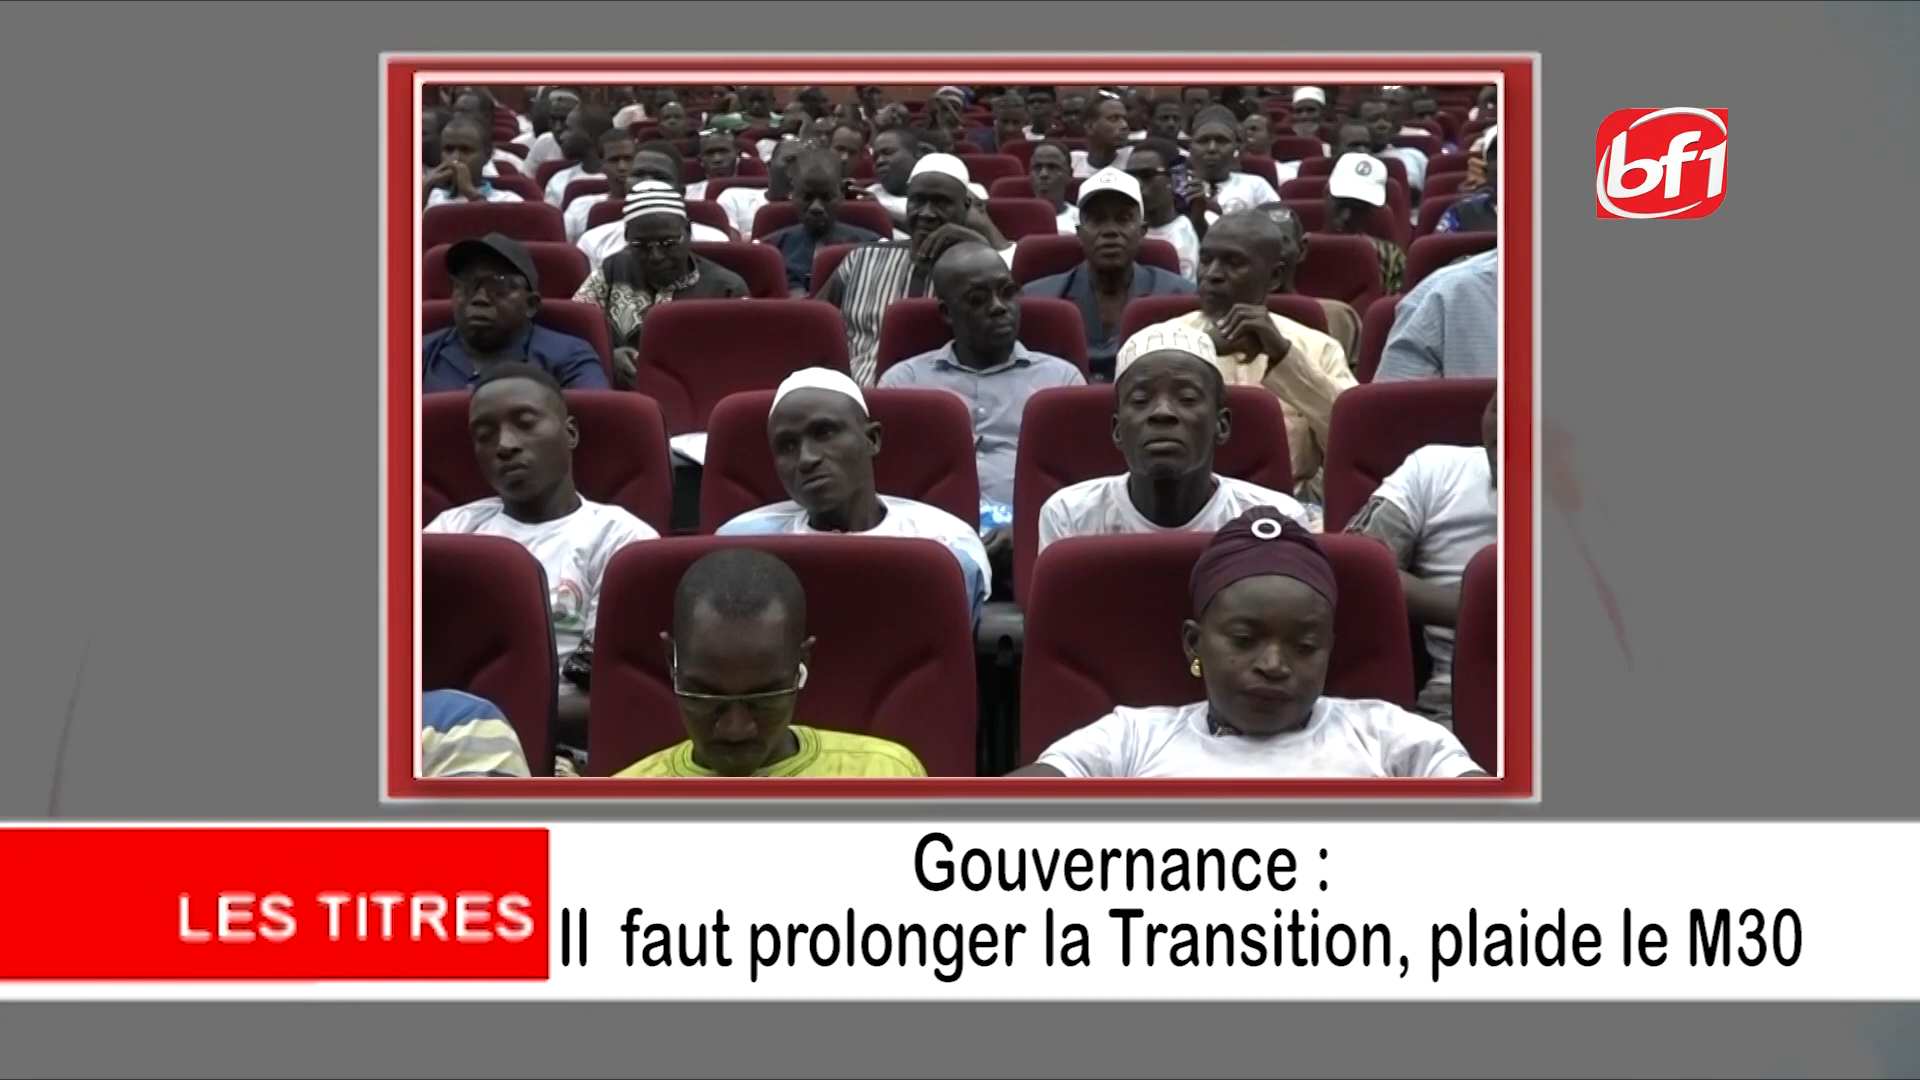 bf1
Gouvernance :
LES TITRES
Il faut prolonger la Transition, plaide le M30